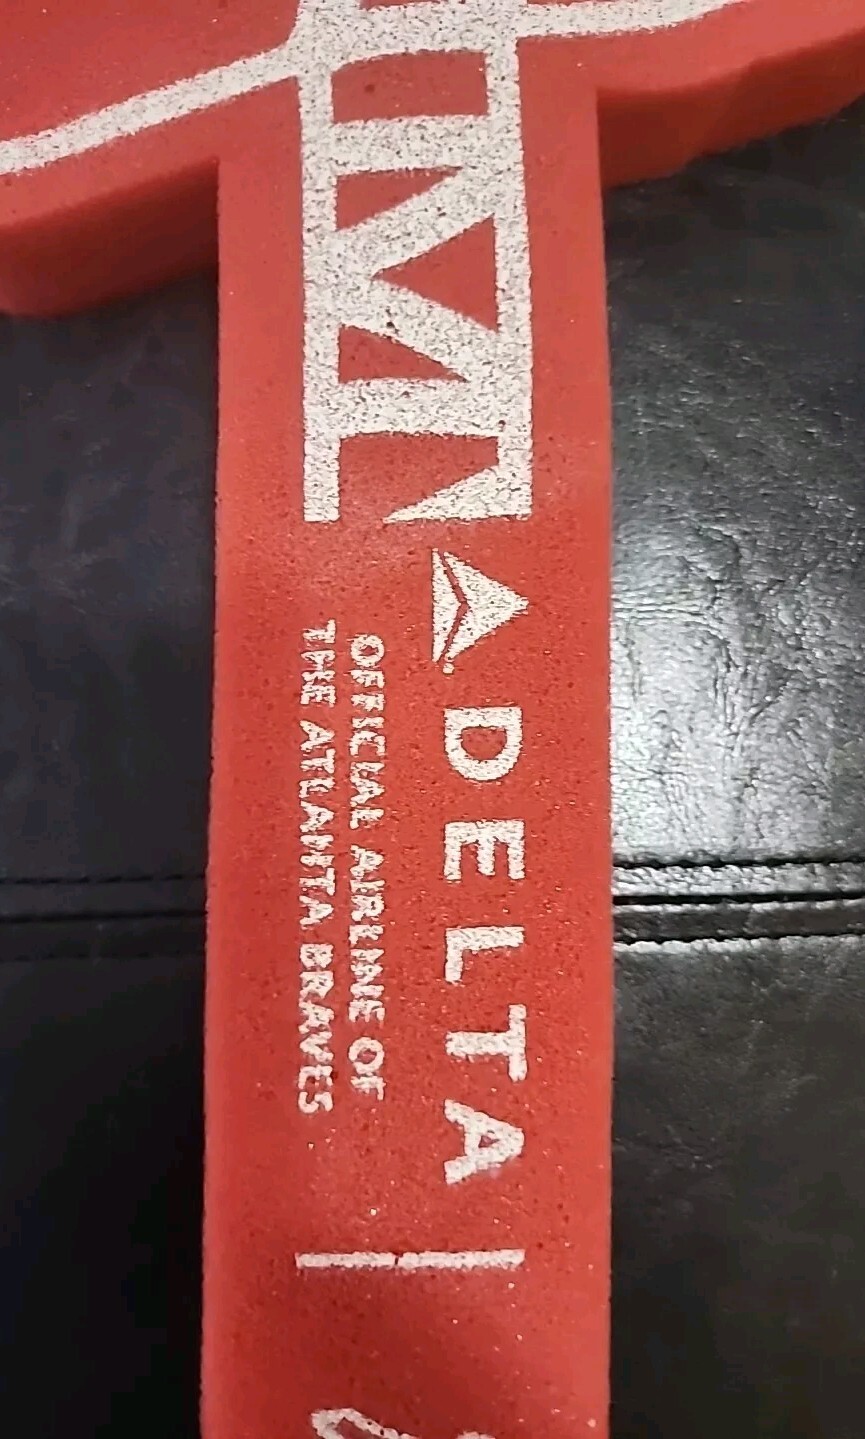 DELTA
OFFICIAL AIRLINE OF
THE ATLANTA BRAVES